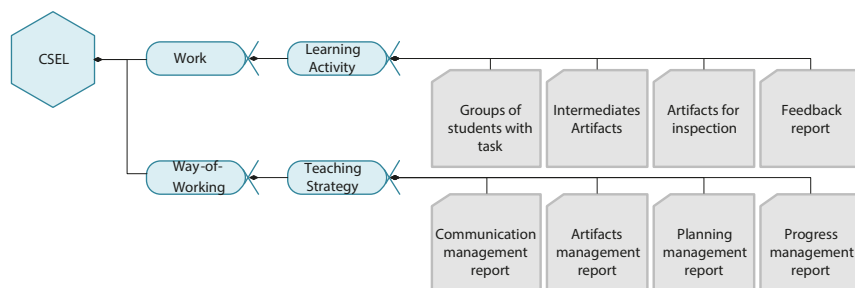 CSEL
Work
Learning
Activity
Groups of
students with
task
Intermediates
Artifacts
Artifacts for
inspection
Feedback
report
Way-of-
Working
Teaching
Strategy
Communication
management
report
Artifacts
management
report
Planning
management
report
Progress
management
report